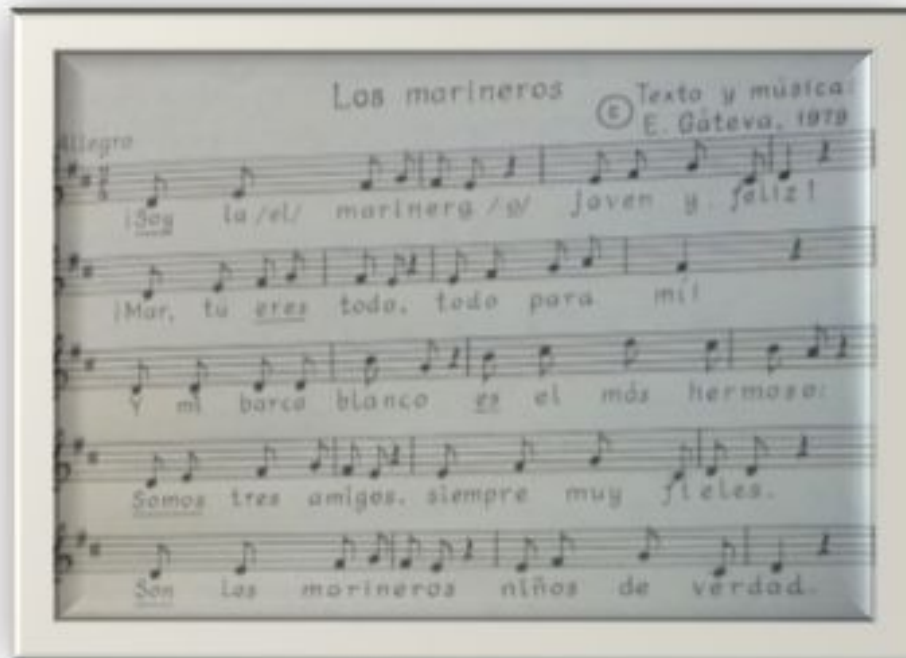 Los marineros
© Texto y música:
E. Gáteva, 1979
Allegro
¡Soy la /el/ marinera /o/ joven y feliz!
¡Mar, tú eres todo, todo para mí!
Y mi barco blanco es el más hermoso:
Somos tres amigos, siempre muy fieles.
Son los marineros niños de verdad.